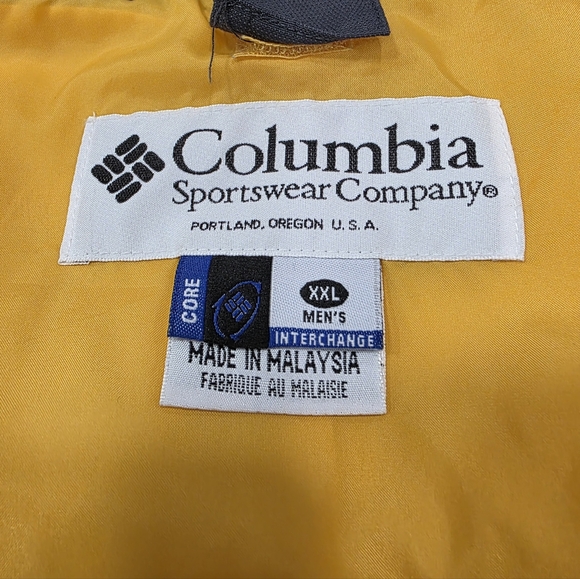 Columbia
Sportswear Company®
PORTLAND, OREGON U.S.A.
CORE
XXL
MEN'S
INTERCHANGE
MADE IN MALAYSIA
FABRIQUE AU MALAISIE